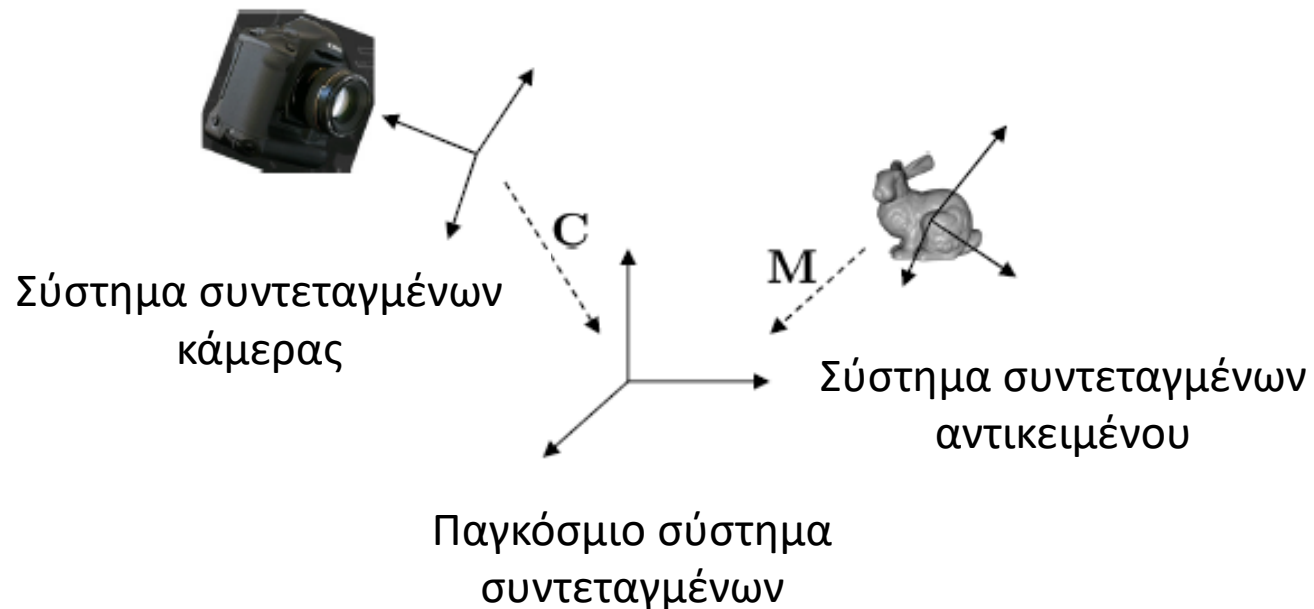 C
M
Σύστημα συντεταγμένων
κάμερας
Σύστημα συντεταγμένων
αντικειμένου
Παγκόσμιο σύστημα
συντεταγμένων